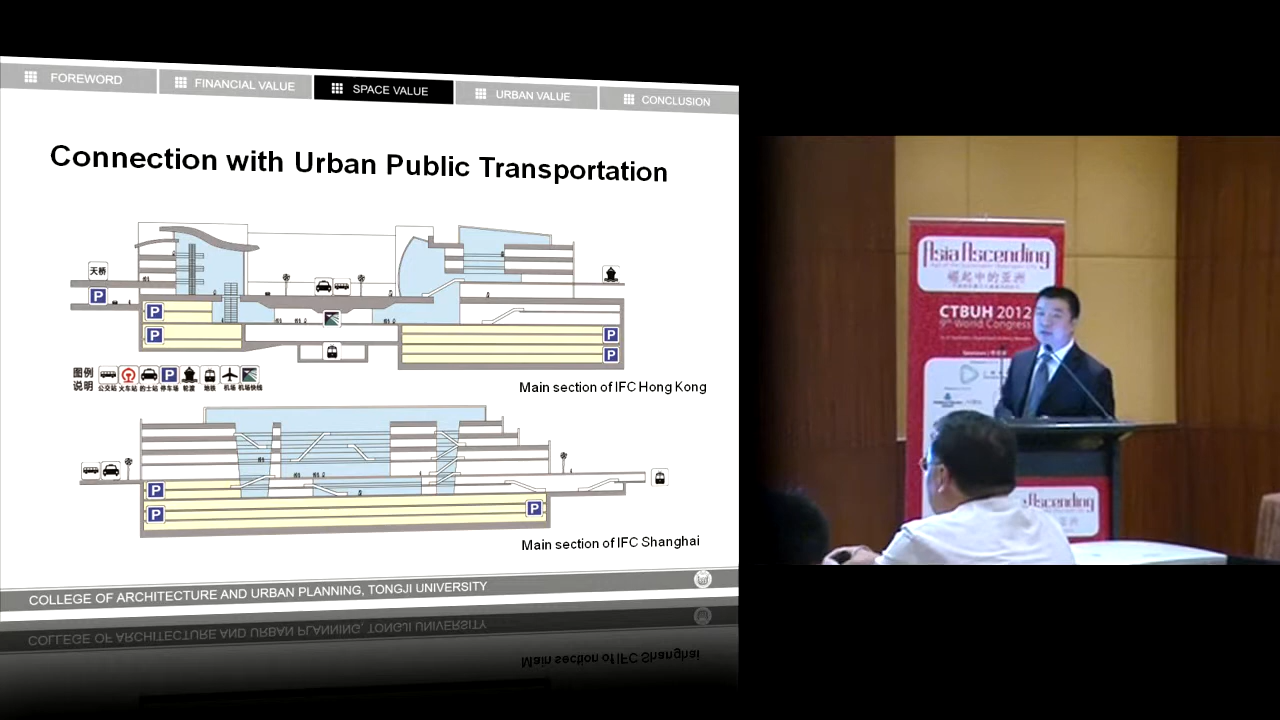 FOREWORD
FINANCIAL VALUE
SPACE VALUE
URBAN VALUE
CONCLUSION
Connection with Urban Public Transportation
天桥
P
P
P
P
P
图例
说明
公交站 火车站 的士站 停车场 轮渡 地铁 机场 机场快线
P
Main section of IFC Hong Kong
P
P
P
Main section of IFC Shanghai
COLLEGE OF ARCHITECTURE AND URBAN PLANNING, TONGJI UNIVERSITY
Asia Ascending
崛起中的亚洲
CTBUH 2012
9th World Congress
Ascending